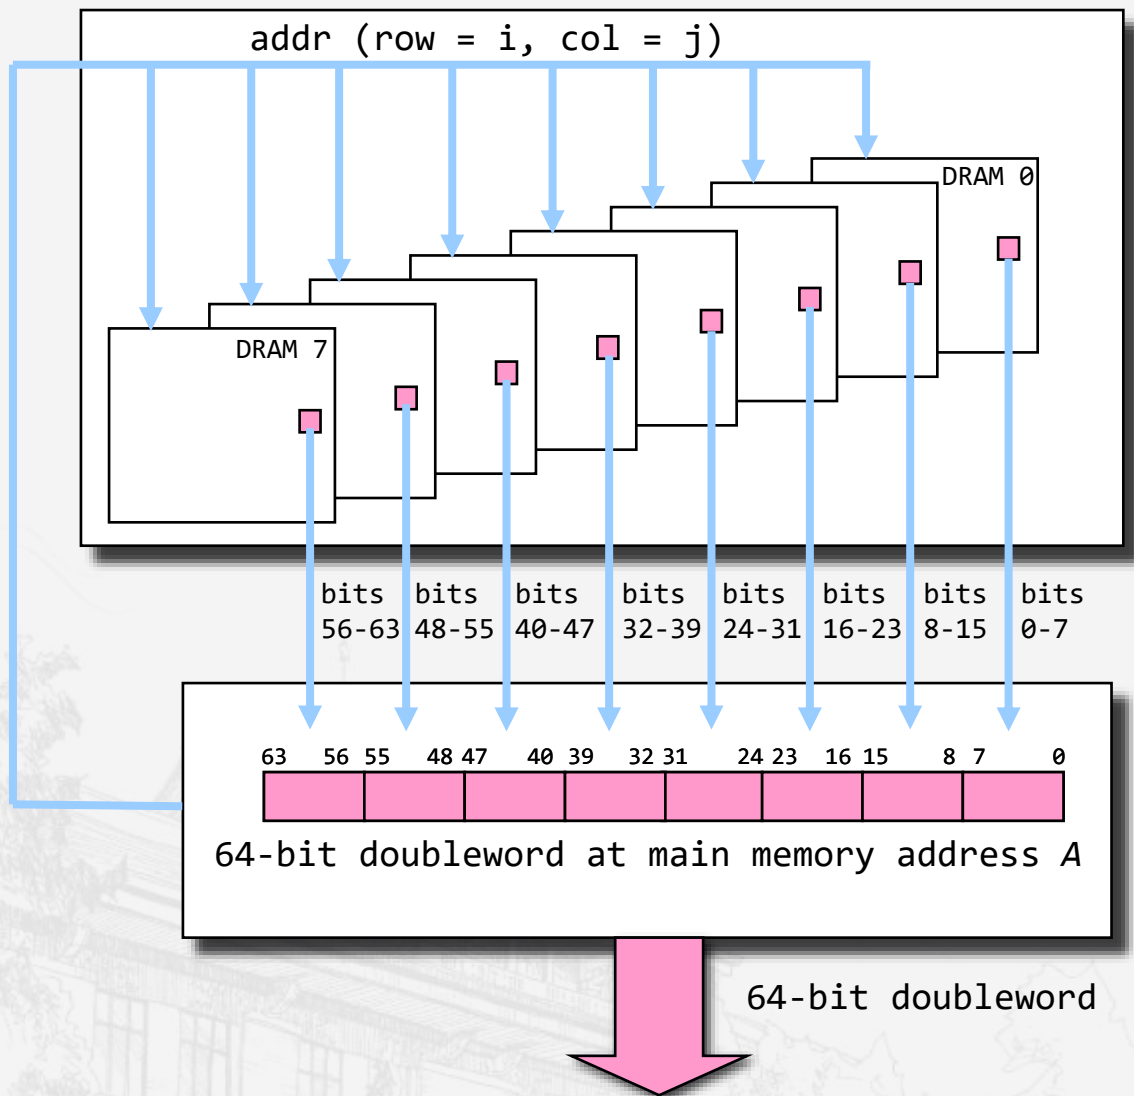 addr (row = i, col = j)
DRAM 0
DRAM 7
bits bits bits bits bits bits bits bits
56-63 48-55 40-47 32-39 24-31 16-23 8-15 0-7
63 56 55 48 47 40 39 32 31 24 23 16 15 8 7 0
64-bit doubleword at main memory address A
64-bit doubleword